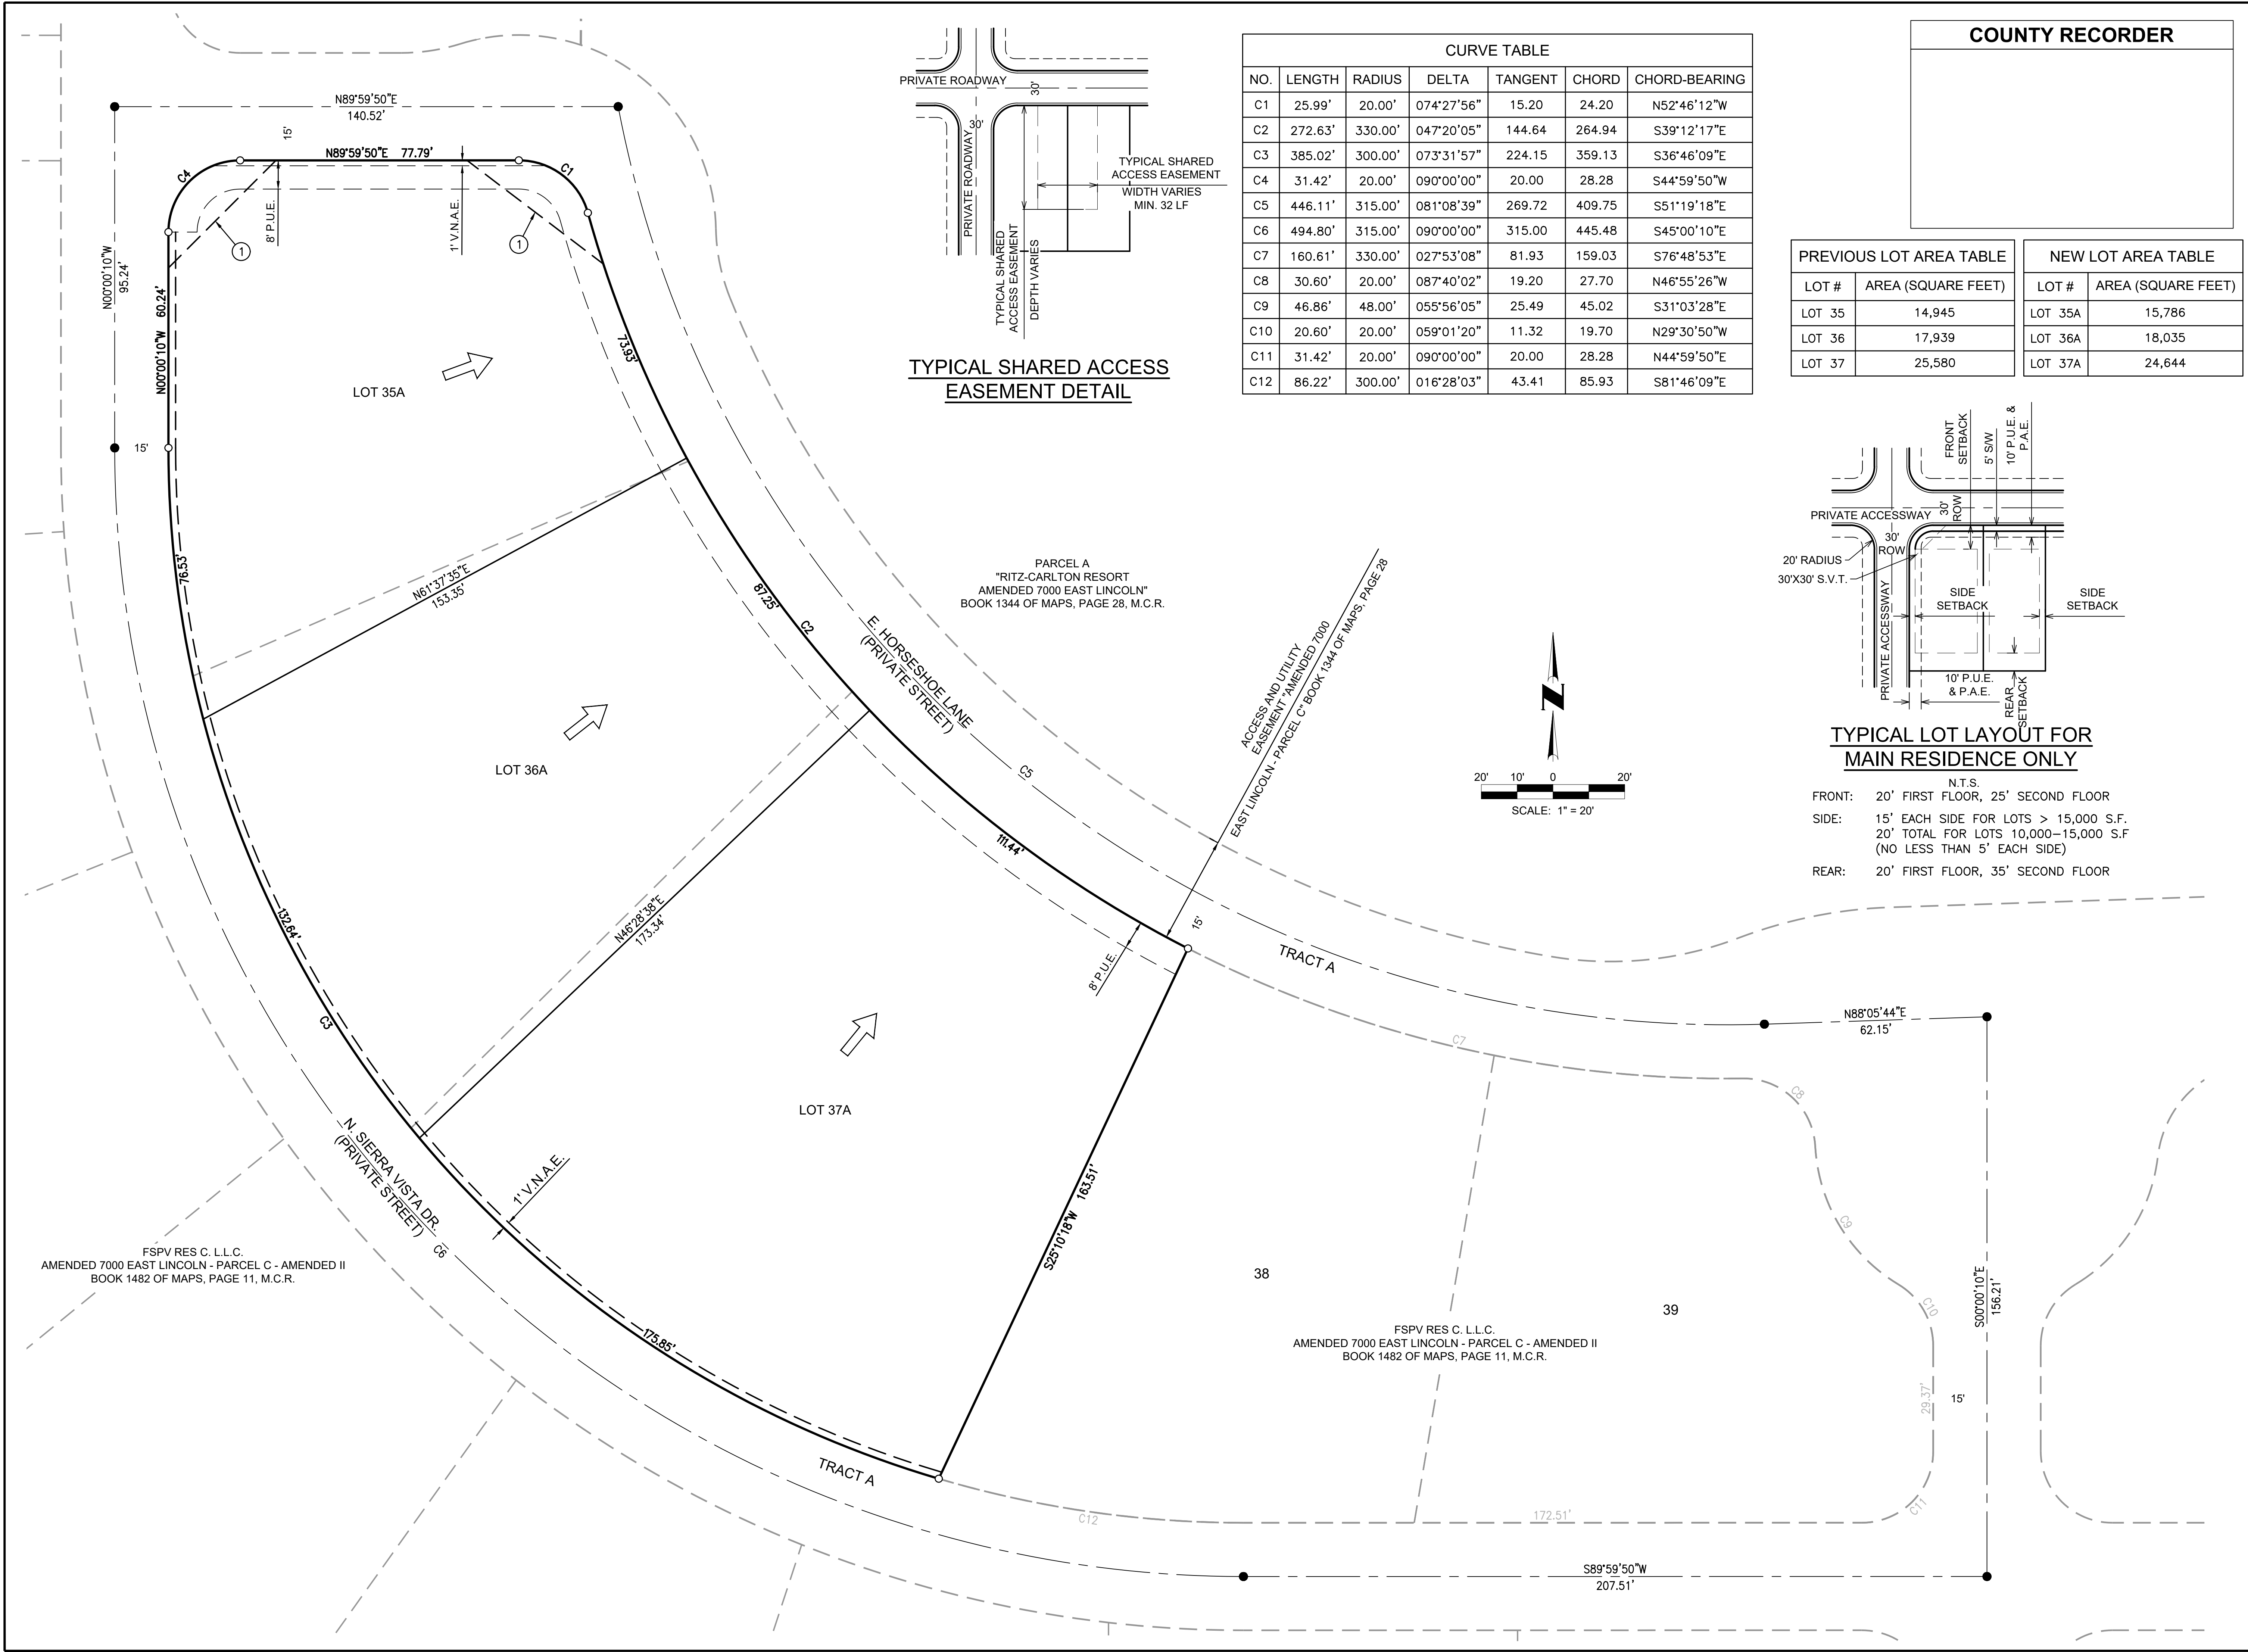 COUNTY RECORDER
CURVE TABLE
NO. LENGTH RADIUS DELTA TANGENT CHORD CHORD-BEARING
C1 25.99' 20.00' 074°27'56" 15.20 24.20 N52°46'12"W
C2 272.63' 330.00' 047°20'05" 144.64 264.94 S39°12'17"E
C3 385.02' 300.00' 073°31'57" 224.15 359.13 S36°46'09"E
C4 31.42' 20.00' 090°00'00" 20.00 28.28 S44°59'50"W
C5 446.11' 315.00' 081°08'39" 269.72 409.75 S51°19'18"E
C6 494.80' 315.00' 090°00'00" 315.00 445.48 S45°00'10"E
C7 160.61' 330.00' 027°53'08" 81.93 159.03 S76°48'53"E
C8 30.60' 20.00' 087°40'02" 19.20 27.70 N46°55'26"W
C9 46.86' 48.00' 055°56'05" 25.49 45.02 S31°03'28"E
C10 20.60' 20.00' 059°01'20" 11.32 19.70 N29°30'50"W
C11 31.42' 20.00' 090°00'00" 20.00 28.28 N44°59'50"E
C12 86.22' 300.00' 016°28'03" 43.41 85.93 S81°46'09"E
PREVIOUS LOT AREA TABLE
LOT # AREA (SQUARE FEET)
LOT 35 14,945
LOT 36 17,939
LOT 37 25,580
NEW LOT AREA TABLE
LOT # AREA (SQUARE FEET)
LOT 35A 15,786
LOT 36A 18,035
LOT 37A 24,644
PRIVATE ROADWAY
30'
30'
PRIVATE ROADWAY
TYPICAL SHARED
ACCESS EASEMENT
WIDTH VARIES
MIN. 32 LF
TYPICAL SHARED
ACCESS EASEMENT
DEPTH VARIES
TYPICAL SHARED ACCESS
EASEMENT DETAIL
FRONT
SETBACK
5' S/W
10' P.U.E. &
P.A.E.
PRIVATE ACCESSWAY
30'
ROW
30'
ROW
20' RADIUS
30'X30' S.V.T.
PRIVATE ACCESSWAY
SIDE
SETBACK
SIDE
SETBACK
10' P.U.E.
& P.A.E.
REAR
SETBACK
TYPICAL LOT LAYOUT FOR
MAIN RESIDENCE ONLY
N.T.S.
FRONT: 20' FIRST FLOOR, 25' SECOND FLOOR
SIDE: 15' EACH SIDE FOR LOTS > 15,000 S.F.
20' TOTAL FOR LOTS 10,000-15,000 S.F
(NO LESS THAN 5' EACH SIDE)
REAR: 20' FIRST FLOOR, 35' SECOND FLOOR
N89°59'50"E
140.52'
15'
N89°59'50"E 77.79'
C4
C1
8' P.U.E.
1' V.N.A.E.
1
1
N00°00'10"W
95.24'
N00°00'10"W 60.24'
15'
73.93'
LOT 35A
N61°37'35"E
153.35'
76.53'
87.25'
C2
PARCEL A
"RITZ-CARLTON RESORT
AMENDED 7000 EAST LINCOLN"
BOOK 1344 OF MAPS, PAGE 28, M.C.R.
E. HORSESHOE LANE
(PRIVATE STREET)
C5
ACCESS AND UTILITY
EASEMENT "AMENDED 7000
EAST LINCOLN - PARCEL C" BOOK 1344 OF MAPS, PAGE 28
N
20' 10' 0 20'
SCALE: 1" = 20'
LOT 36A
111.44'
N46°28'38"E
173.34'
132.64'
C3
8' P.U.E.
15'
TRACT A
N88°05'44"E
62.15'
C7
C8
LOT 37A
N. SIERRA VISTA DR.
(PRIVATE STREET)
C6
1' V.N.A.E.
S25°10'18"W 163.51'
FSPV RES C. L.L.C.
AMENDED 7000 EAST LINCOLN - PARCEL C - AMENDED II
BOOK 1482 OF MAPS, PAGE 11, M.C.R.
38
39
FSPV RES C. L.L.C.
AMENDED 7000 EAST LINCOLN - PARCEL C - AMENDED II
BOOK 1482 OF MAPS, PAGE 11, M.C.R.
C9
C10
S00°00'10"E
156.21'
29.37'
15'
175.85'
TRACT A
C12
172.51'
C11
S89°59'50"W
207.51'